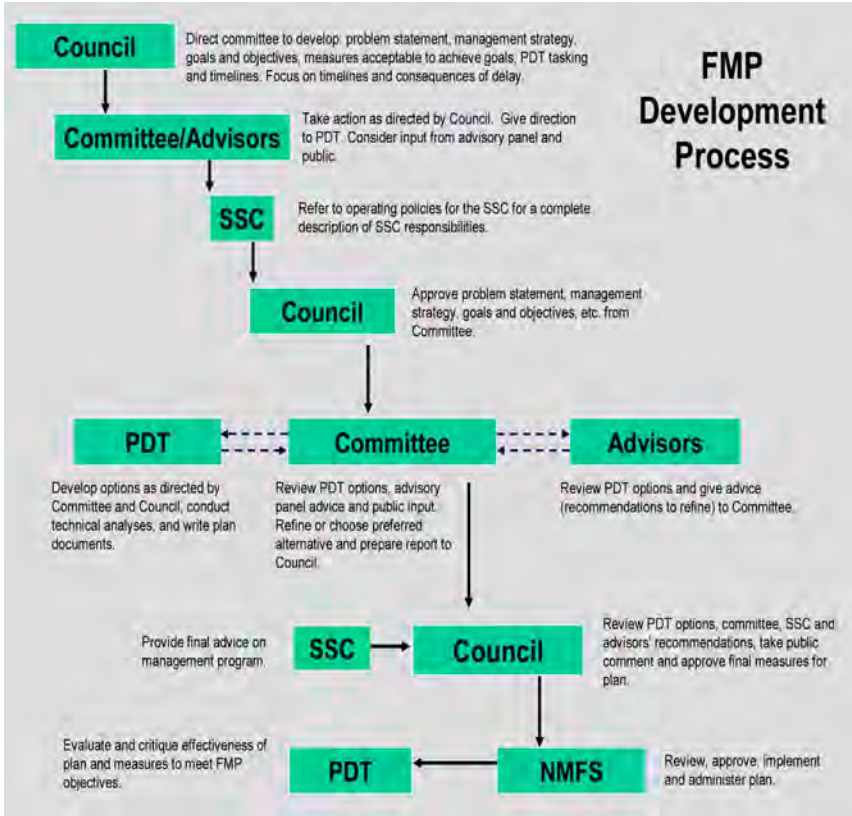 Council
Direct committee to develop: problem statement, management strategy,
goals and objectives, measures acceptable to achieve goals, PDT tasking
and timelines. Focus on timelines and consequences of delay.
FMP
Development
Process
Committee/Advisors
Take action as directed by Council. Give direction
to PDT. Consider input from advisory panel and
public.
SSC
Refer to operating policies for the SSC for a complete
description of SSC responsibilities.
Council
Approve problem statement, management
strategy, goals and objectives, etc. from
Committee.
PDT
Committee
Advisors
Develop options as directed by
Committee and Council, conduct
technical analyses, and write plan
documents.
Review PDT options, advisory
panel advice and public input.
Refine or choose preferred
alternative and prepare report to
Council.
Review PDT options and give advice
(recommendations to refine) to Committee.
Provide final advice on
management program.
SSC
Council
Review PDT options, committee, SSC and
advisors' recommendations, take public
comment and approve final measures for
plan.
Evaluate and critique effectiveness of
plan and measures to meet FMP
objectives.
PDT
NMFS
Review, approve, implement
and administer plan.